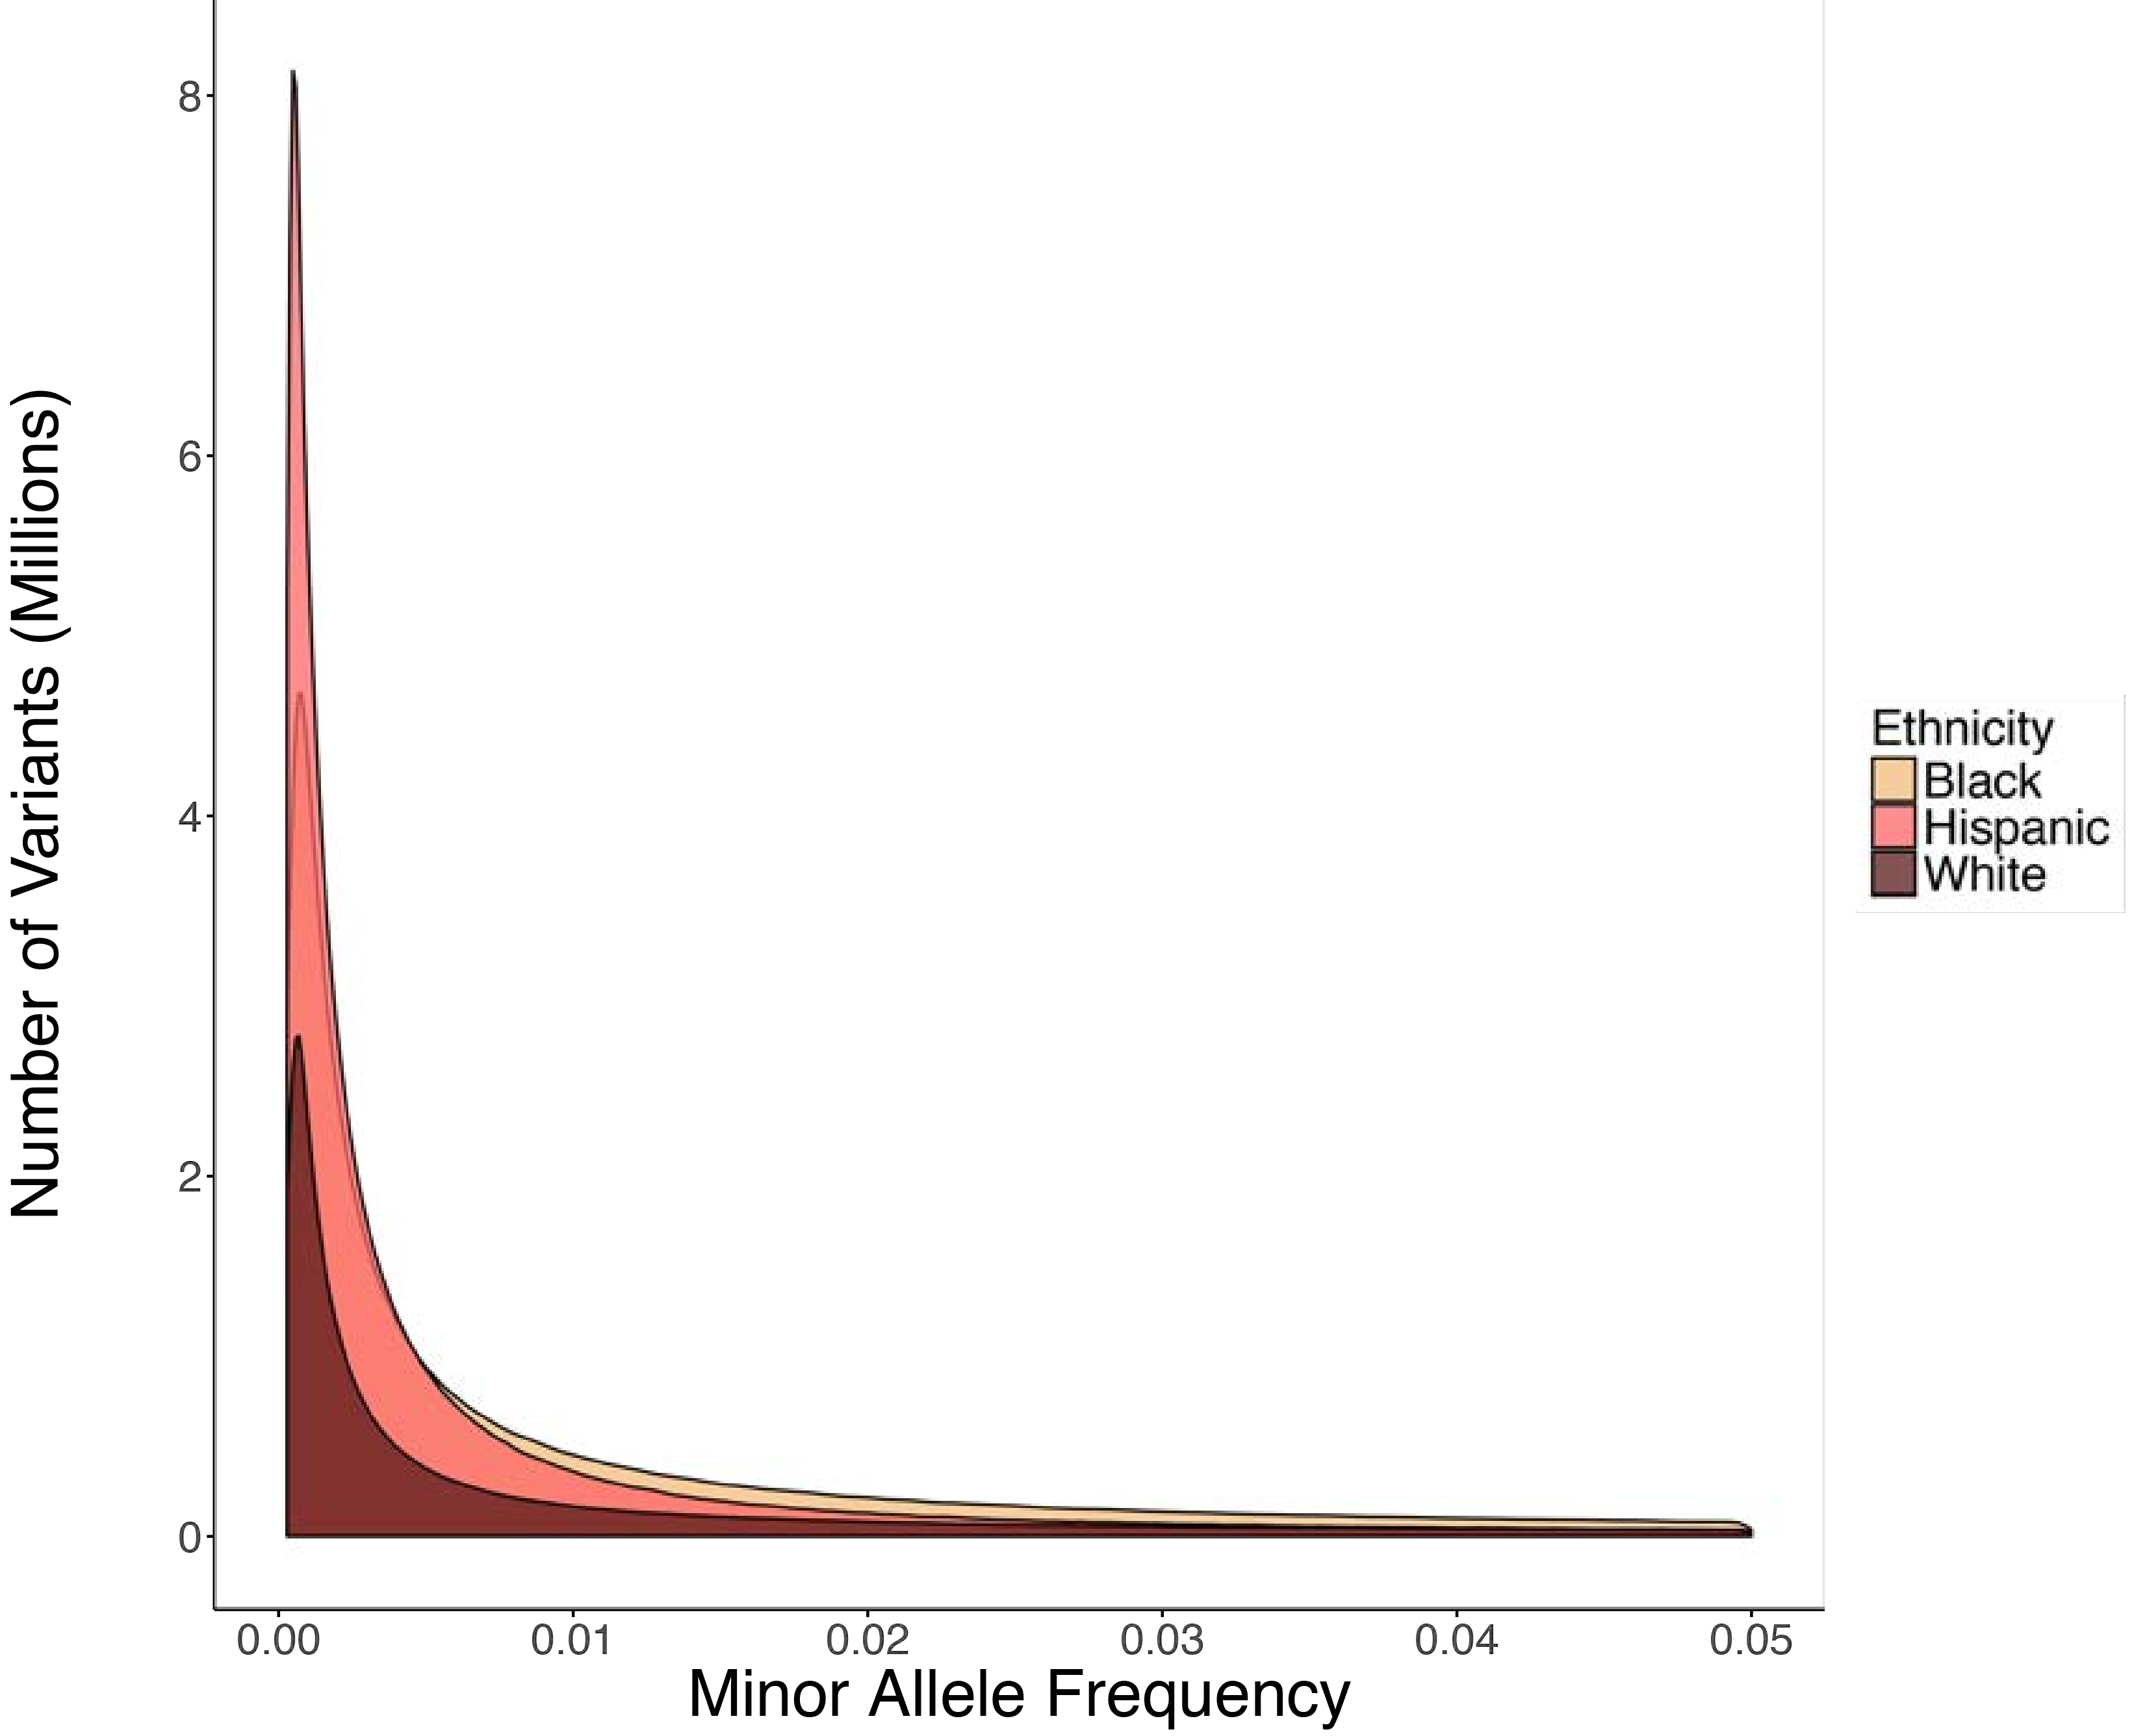 Number of Variants (Millions)
8
6
4
2
0
0.00 0.01 0.02 0.03 0.04 0.05
Minor Allele Frequency
Ethnicity
Black
Hispanic
White